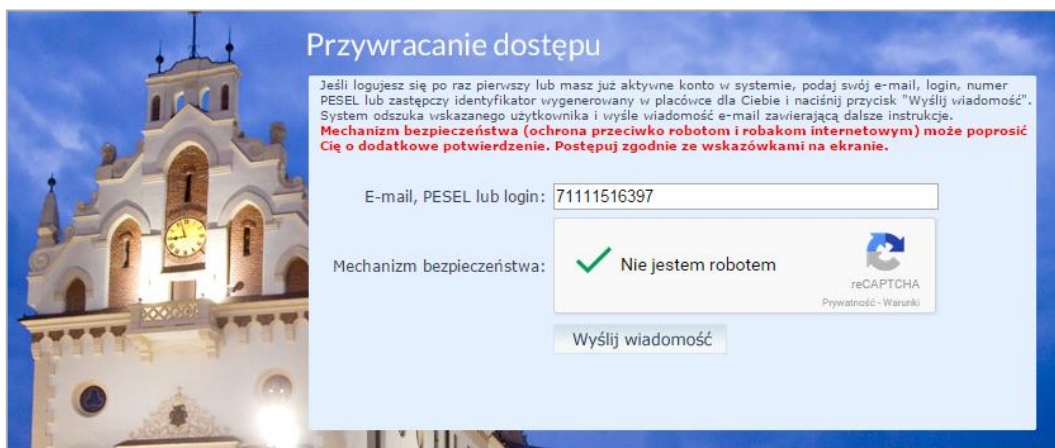 Przywracanie dostępu
Jeśli logujesz się po raz pierwszy lub masz już aktywne konto w systemie, podaj swój e-mail, login, numer
PESEL lub zastępczy identyfikator wygenerowany w placówce dla Ciebie i naciśnij przycisk "Wyślij wiadomość".
System odszuka wskazanego użytkownika i wyśle wiadomość e-mail zawierającą dalsze instrukcje.
Mechanizm bezpieczeństwa (ochrona przeciwko robotom i robakom internetowym) może poprosić
Cię o dodatkowe potwierdzenie. Postępuj zgodnie ze wskazówkami na ekranie.
E-mail, PESEL lub login: 71111516397
Mechanizm bezpieczeństwa: Nie jestem robotem
reCAPTCHA
Prywatność - Warunki
Wyślij wiadomość